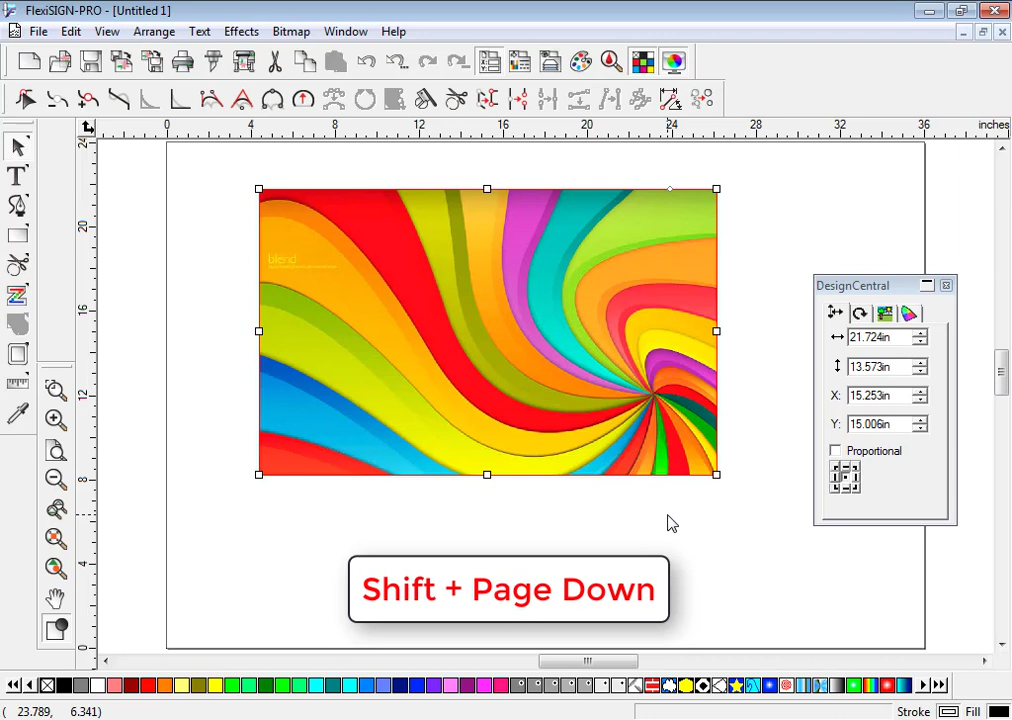 FlexiSIGN-PRO - [Untitled 1]
File Edit View Arrange Text Effects Bitmap Window Help
0 4 8 12 16 20 24 28 32 36 inches
24
20
16
12
8
4
0
blend
DesignCentral
21.724in
13.573in
X: 15.253in
Y: 15.006in
Proportional
Shift + Page Down
( 23.789, 6.341)
Stroke Fill